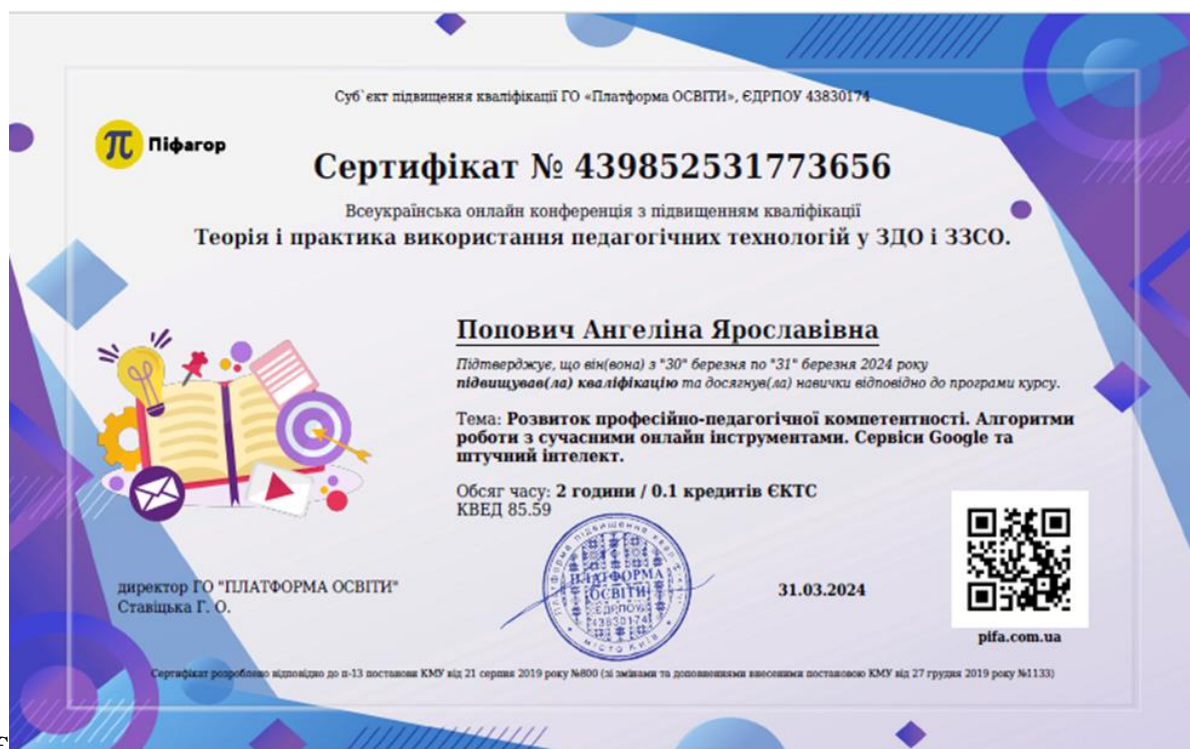 Суб`єкт підвищення кваліфікації ГО «Платформа ОСВІТИ», ЄДРПОУ 43830174
π Піфагор
Сертифікат № 439852531773656
Всеукраїнська онлайн конференція з підвищенням кваліфікації
Теорія і практика використання педагогічних технологій у ЗДО і ЗЗСО.
Попович Ангеліна Ярославівна
Підтверджує, що він(вона) з "30" березня по "31" березня 2024 року
підвищував(ла) кваліфікацію та досягнув(ла) навички відповідно до програми курсу.
Тема: Розвиток професійно-педагогічної компетентності. Алгоритми
роботи з сучасними онлайн інструментами. Сервіси Google та
штучний інтелект.
Обсяг часу: 2 години / 0.1 кредитів ЄКТС
КВЕД 85.59
директор ГО "ПЛАТФОРМА ОСВІТИ"
Ставіцька Г. О.
ПЛАТФОРМА
ОСВІТИ
ЄДРПОУ
43830174
місто Київ
31.03.2024
pifa.com.ua
Сертифікат розроблено відповідно до п-13 постанови КМУ від 21 серпня 2019 року №800 (зі змінами та доповненнями внесеними постановою КМУ від 27 грудня 2019 року №1133)